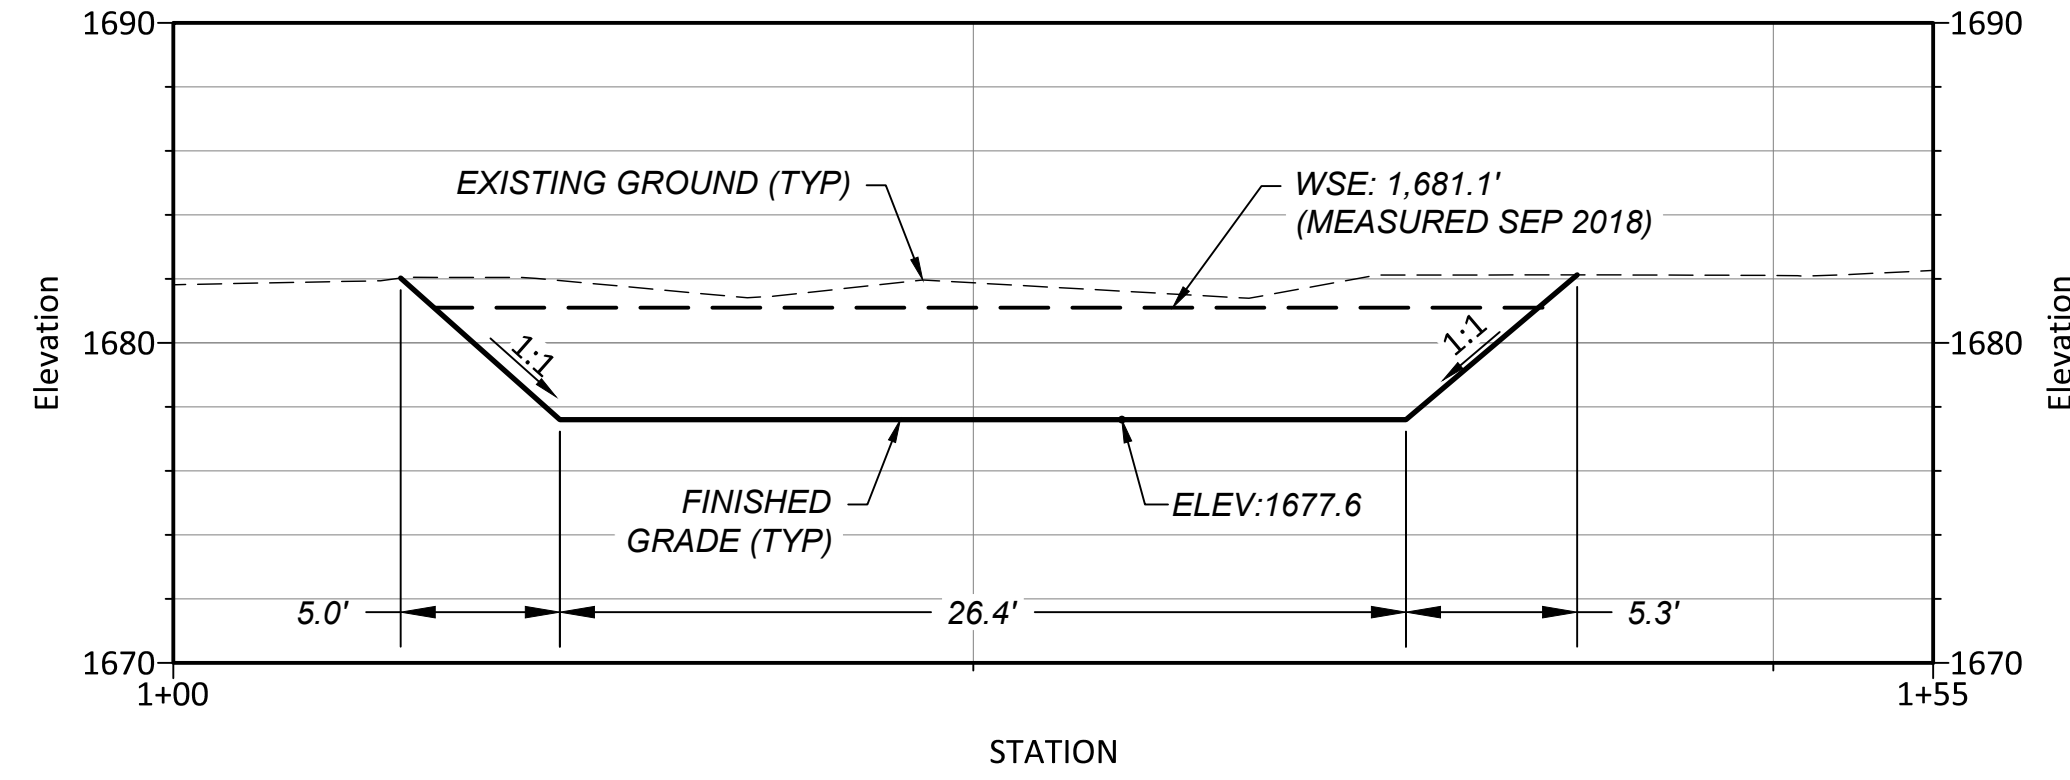 1690
1690
EXISTING GROUND (TYP)
WSE: 1,681.1'
(MEASURED SEP 2018)
Elevation
Elevation
1680
1:1
1:1
1680
FINISHED
GRADE (TYP)
ELEV:1677.6
5.0'
26.4'
5.3'
1670
1670
1+00
1+55
STATION